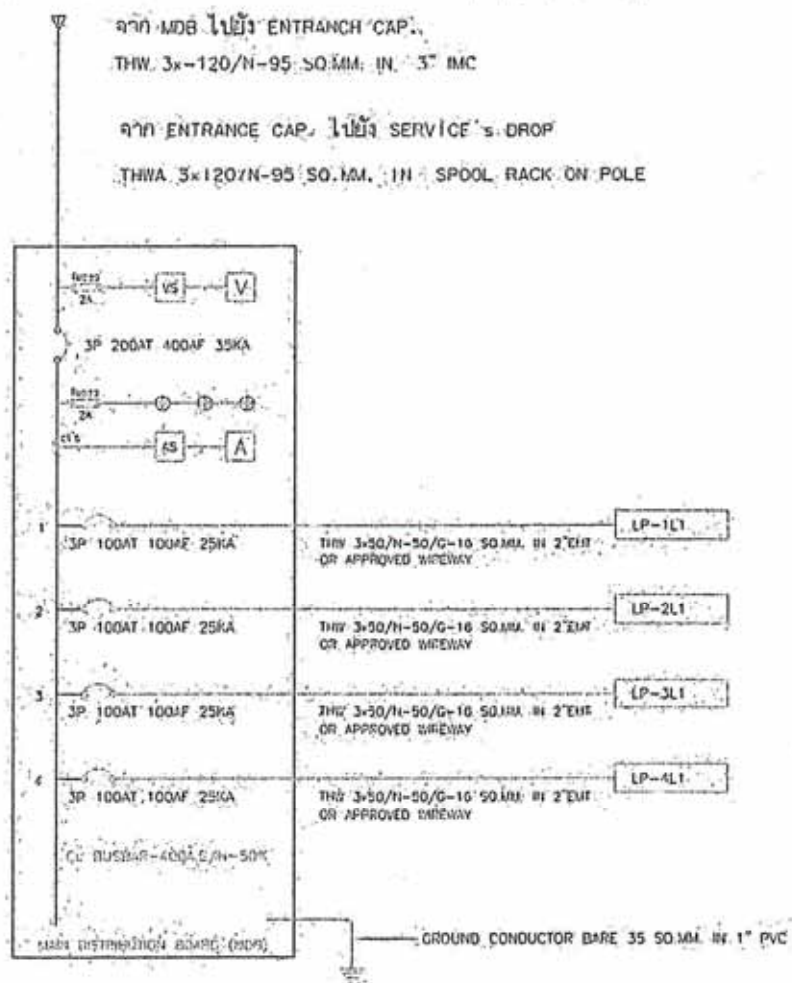 จาก MDB ไปยัง ENTRANCH CAP.
THW 3x-120/N-95 SQ.MM. IN 3" IMC
จาก ENTRANCE CAP. ไปยัง SERVICE's DROP
THWA 3x120/N-95 SQ.MM. IN SPOOL RACK ON POLE
2A
VS
V
3P 200AT 400AF 35KA
2A
CT'S
AS
A
1
3P 100AT 100AF 25KA
THW 3x50/N-50/G-16 SQ.MM. IN 2"EMT
OR APPROVED WIREWAY
LP-1L1
2
3P 100AT 100AF 25KA
THW 3x50/N-50/G-16 SQ.MM. IN 2"EMT
OR APPROVED WIREWAY
LP-2L1
3
3P 100AT 100AF 25KA
THW 3x50/N-50/G-16 SQ.MM. IN 2"EMT
OR APPROVED WIREWAY
LP-3L1
4
3P 100AT 100AF 25KA
THW 3x50/N-50/G-16 SQ.MM. IN 2"EMT
OR APPROVED WIREWAY
LP-4L1
BUSBAR-400A
MAIN DISTRIBUTION BOARD (MDB)
GROUND CONDUCTOR BARE 35 SQ.MM. IN 1" PVC